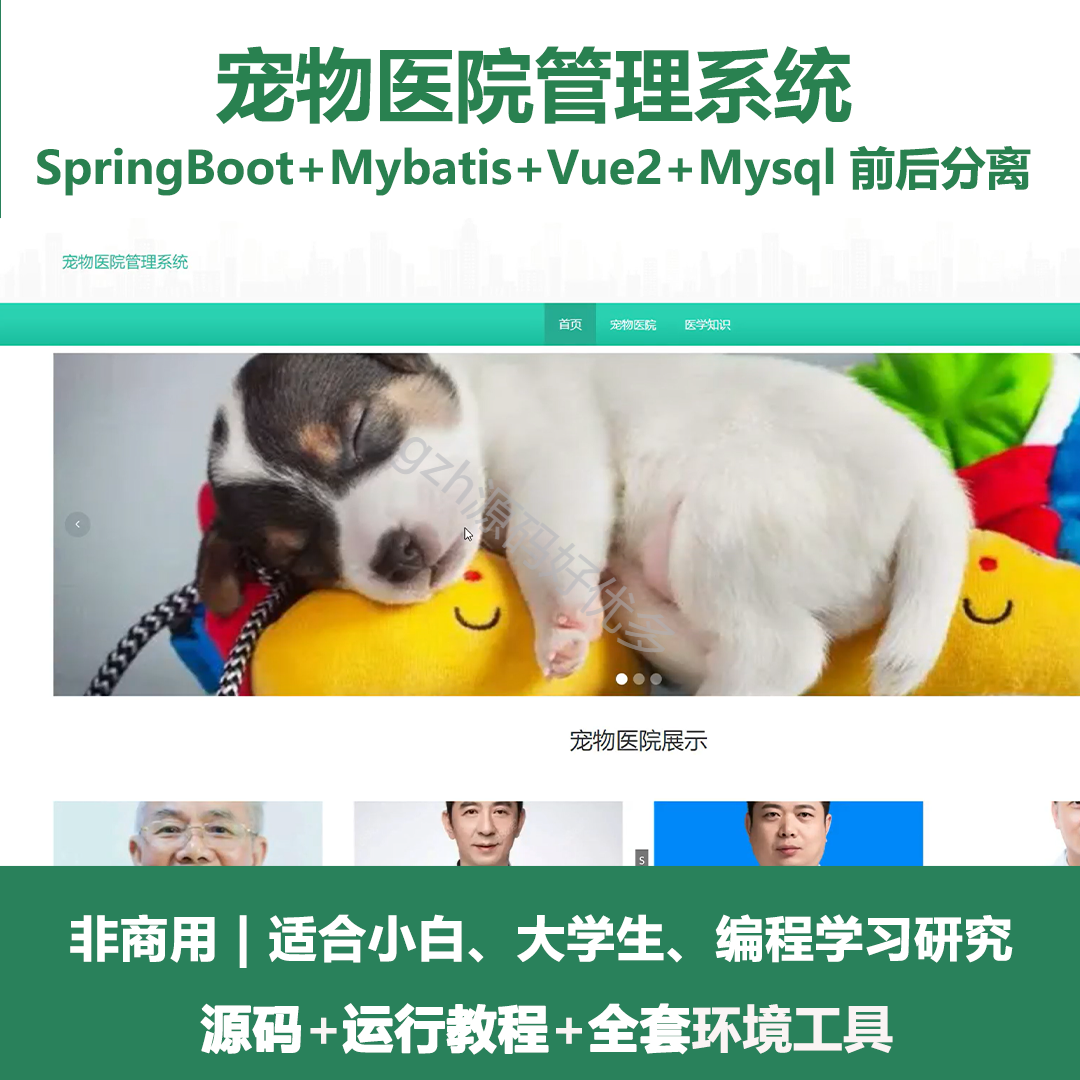 宠物医院管理系统
SpringBoot+Mybatis+Vue2+Mysql 前后分离
宠物医院管理系统
首页 宠物医院 医学知识
gzh源码好优多
宠物医院展示
S
非商用 | 适合小白、大学生、编程学习研究
源码+运行教程+全套环境工具